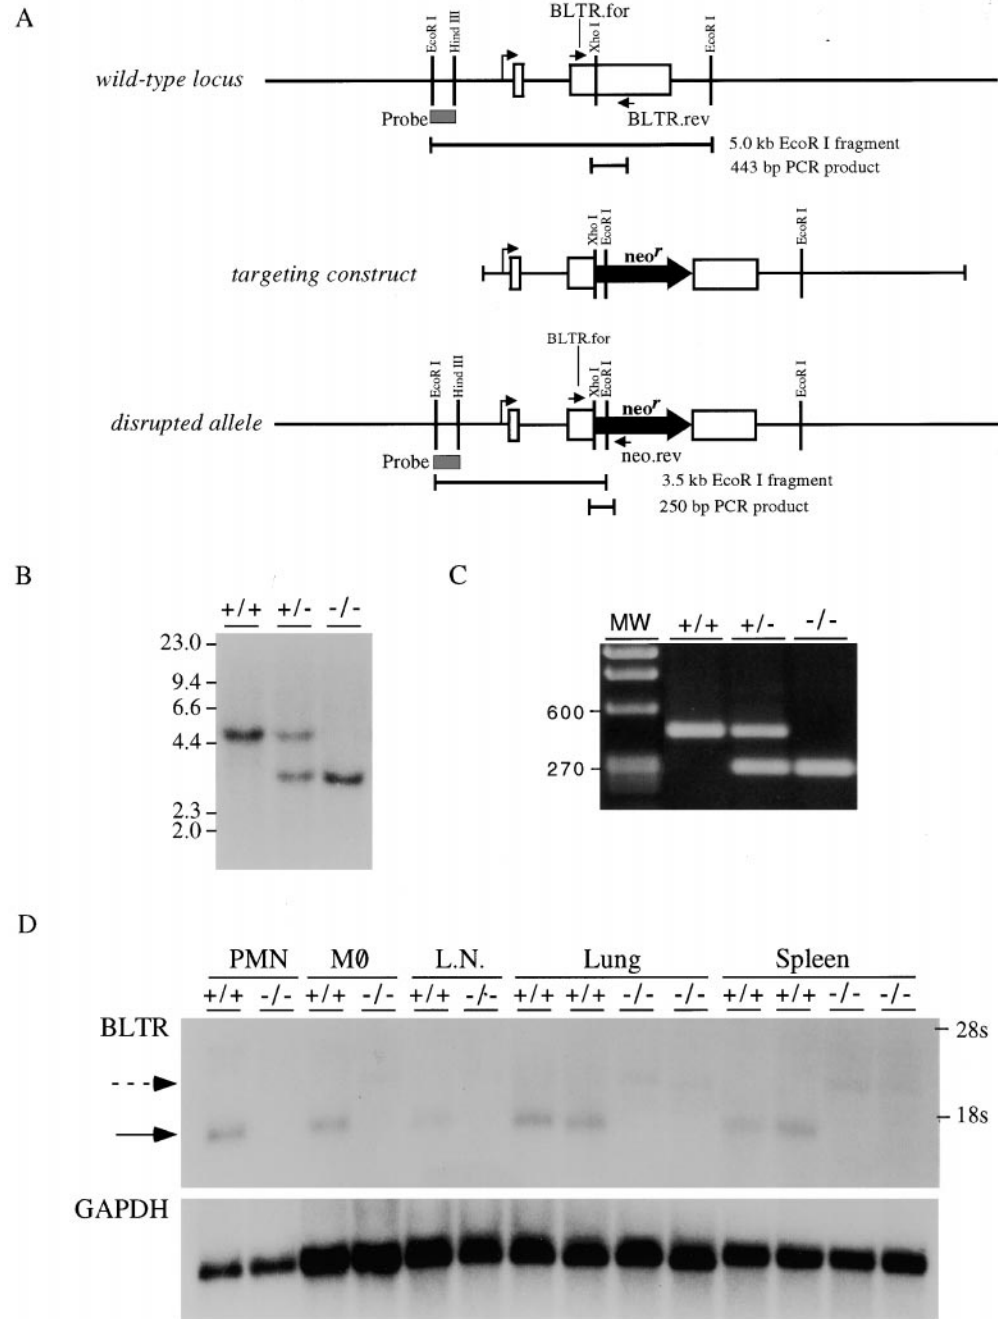 A
BLTR.for
EcoR I
Hind III
Xho I
EcoR I
wild-type locus
Probe
BLTR.rev
5.0 kb EcoR I fragment
443 bp PCR product
Xho I
EcoR I
EcoR I
targeting construct
neoʳ
BLTR.for
EcoR I
Hind III
Xho I
EcoR I
EcoR I
disrupted allele
neoʳ
Probe
neo.rev
3.5 kb EcoR I fragment
250 bp PCR product
B
+/+ +/- -/-
23.0
9.4
6.6
4.4
2.3
2.0
C
MW +/+ +/- -/-
600
270
D
PMN MØ L.N. Lung Spleen
+/+ -/- +/+ -/- +/+ -/- +/+ +/+ -/- -/- +/+ +/+ -/- -/-
BLTR
28s
18s
GAPDH